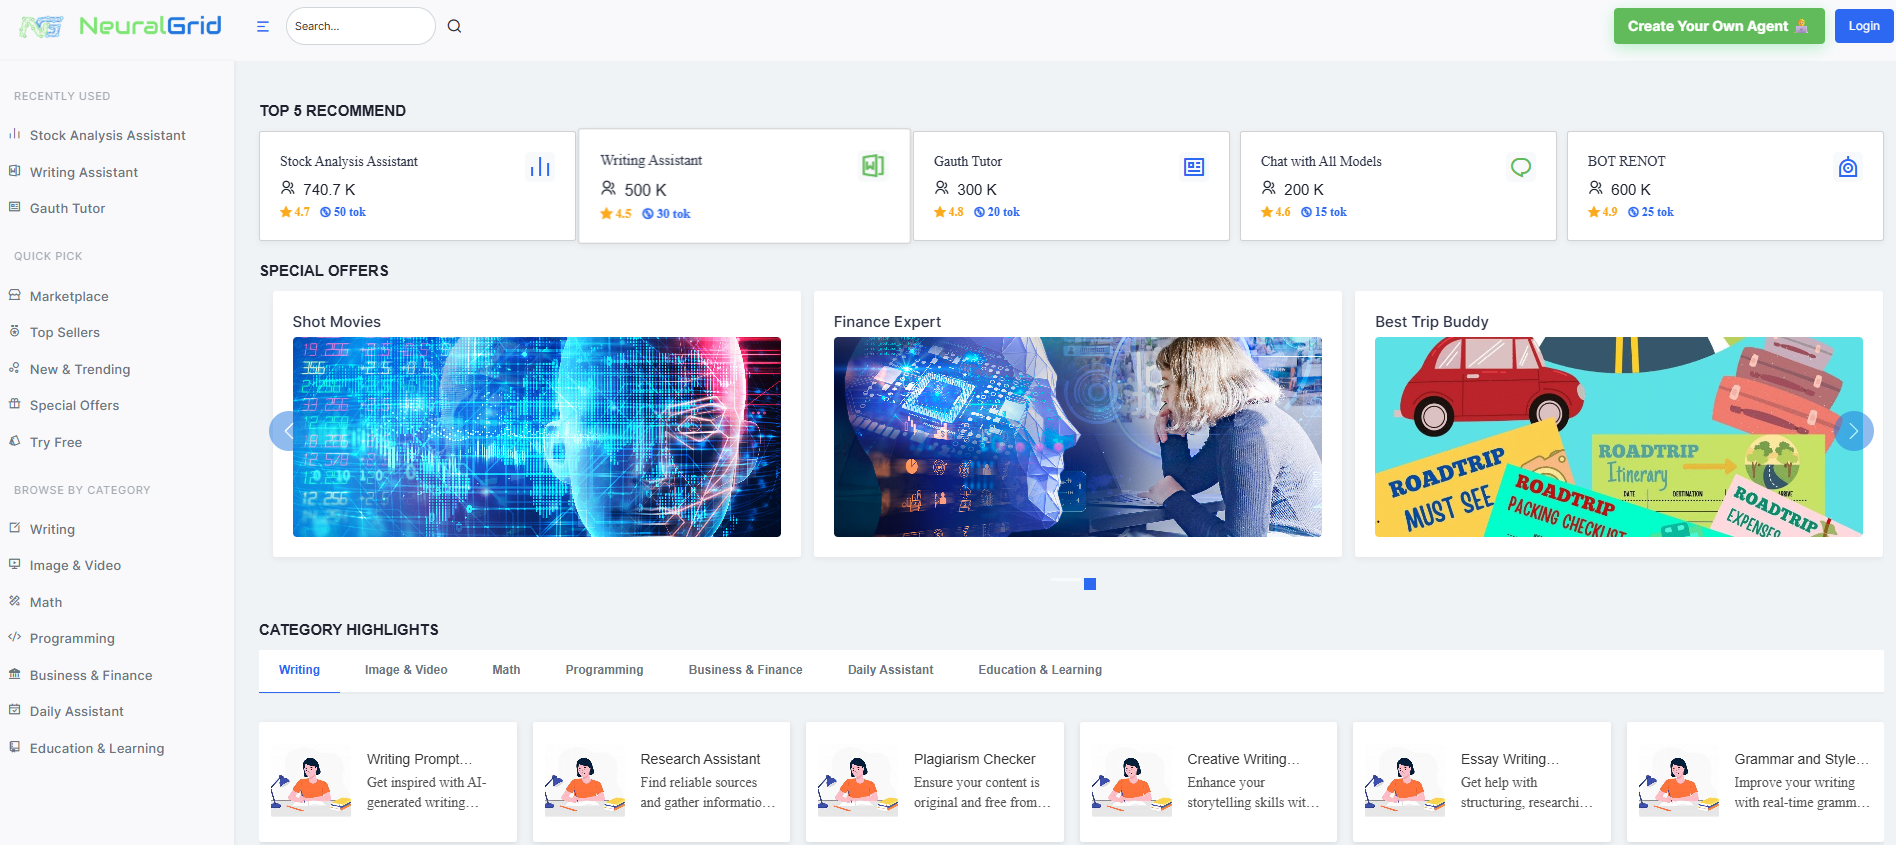 NeuralGrid
Search...
Create Your Own Agent
Login
RECENTLY USED
Stock Analysis Assistant
Writing Assistant
Gauth Tutor
QUICK PICK
Marketplace
Top Sellers
New & Trending
Special Offers
Try Free
BROWSE BY CATEGORY
Writing
Image & Video
Math
Programming
Business & Finance
Daily Assistant
Education & Learning
TOP 5 RECOMMEND
Stock Analysis Assistant
740.7 K
4.7 50 tok
Writing Assistant
500 K
4.5 30 tok
Gauth Tutor
300 K
4.8 20 tok
Chat with All Models
200 K
4.6 15 tok
BOT RENOT
600 K
4.9 25 tok
SPECIAL OFFERS
Shot Movies
Finance Expert
Best Trip Buddy
ROADTRIP
MUST SEE
ROADTRIP
PACKING CHECKLIST
ROADTRIP
Itinerary
DATE
ROADTRIP
EXPENSES
CATEGORY HIGHLIGHTS
Writing Image & Video Math Programming Business & Finance Daily Assistant Education & Learning
Writing Prompt...
Get inspired with AI-
generated writing...
Research Assistant
Find reliable sources
and gather informatio...
Plagiarism Checker
Ensure your content is
original and free from...
Creative Writing...
Enhance your
storytelling skills wit...
Essay Writing...
Get help with
structuring, researchi...
Grammar and Style...
Improve your writing
with real-time gramm...